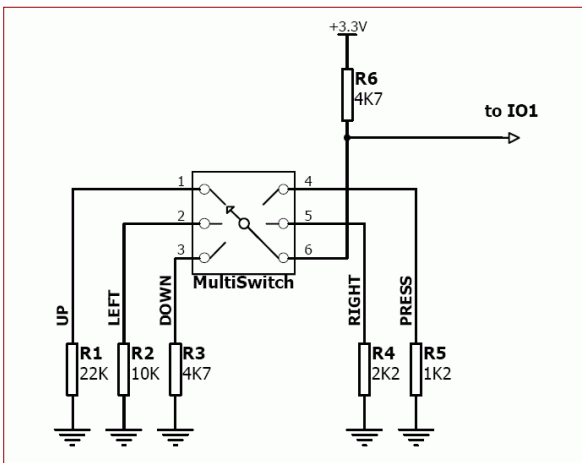 +3.3V
R6
4K7
to IO1
1
4
2
5
3
6
MultiSwitch
UP
LEFT
DOWN
RIGHT
PRESS
R1
22K
R2
10K
R3
4K7
R4
2K2
R5
1K2